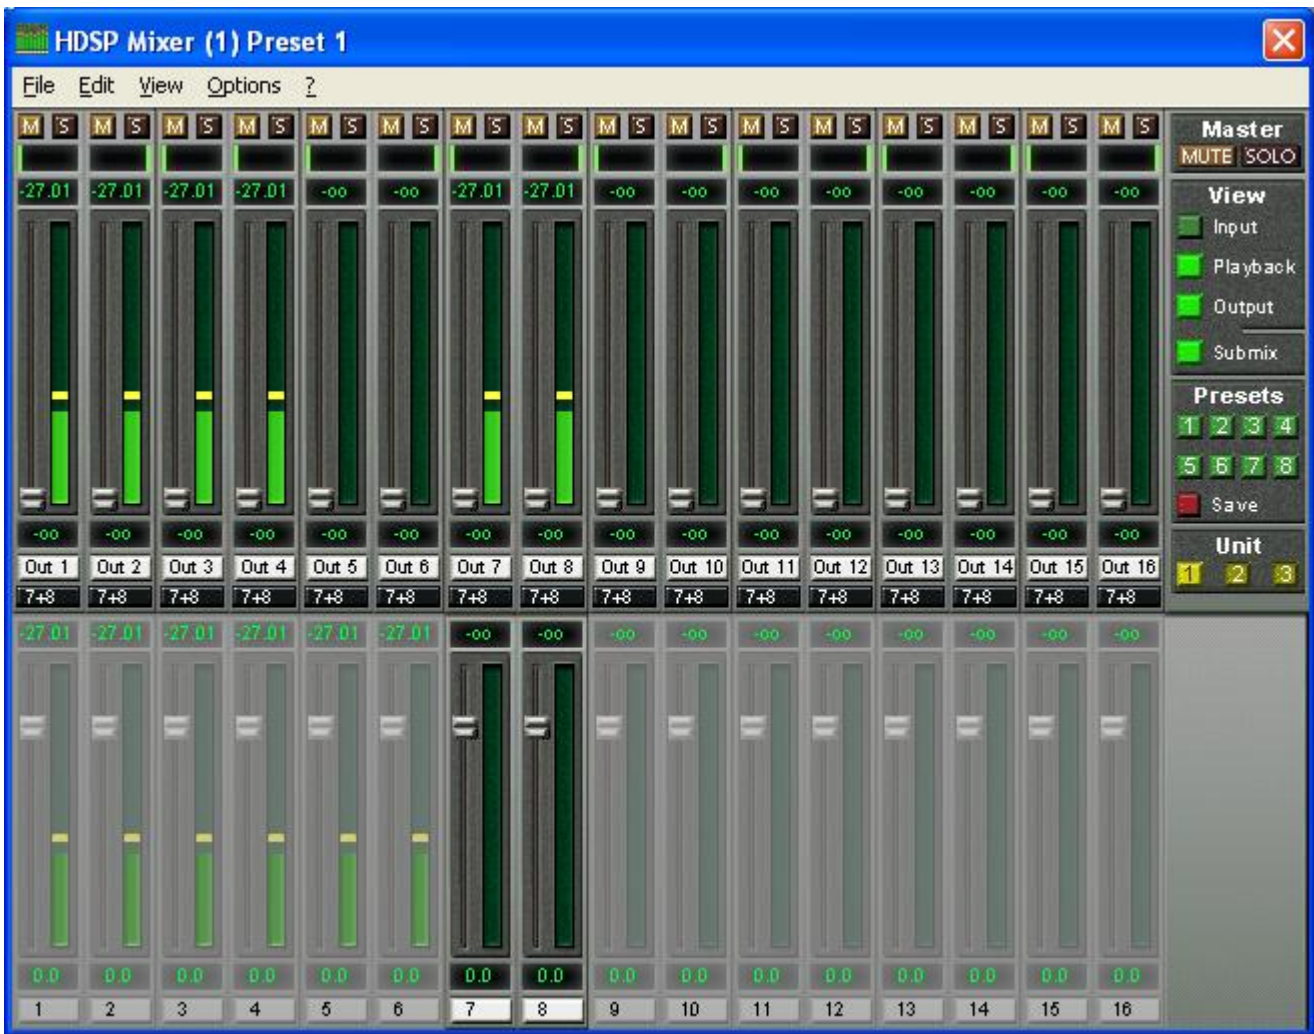 HDSP Mixer (1) Preset 1
File Edit View Options ?
M S M S M S M S M S M S M S M S M S M S M S M S M S M S M S M S
-27.01 -27.01 -27.01 -27.01 -oo -oo -27.01 -27.01 -oo -oo -oo -oo -oo -oo -oo -oo
-oo -oo -oo -oo -oo -oo -oo -oo -oo -oo -oo -oo -oo -oo -oo -oo
Out 1 Out 2 Out 3 Out 4 Out 5 Out 6 Out 7 Out 8 Out 9 Out 10 Out 11 Out 12 Out 13 Out 14 Out 15 Out 16
7+8 7+8 7+8 7+8 7+8 7+8 7+8 7+8 7+8 7+8 7+8 7+8 7+8 7+8 7+8 7+8
-27.01 -27.01 -27.01 -27.01 -27.01 -27.01 -oo -oo -oo -oo -oo -oo -oo -oo -oo -oo
0.0 0.0 0.0 0.0 0.0 0.0 0.0 0.0 0.0 0.0 0.0 0.0 0.0 0.0 0.0 0.0
1 2 3 4 5 6 7 8 9 10 11 12 13 14 15 16
Master
MUTE SOLO
View
Input
Playback
Output
Submix
Presets
1 2 3 4
5 6 7 8
Save
Unit
1 2 3